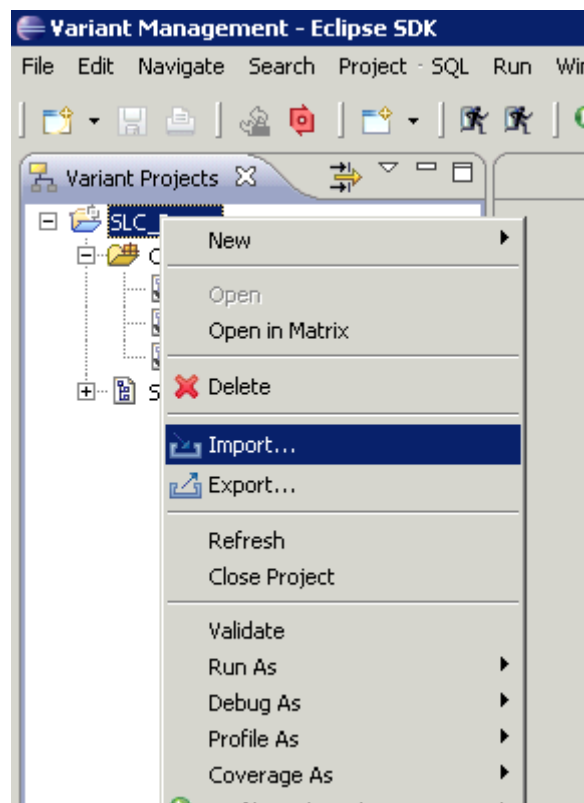 Variant Management - Eclipse SDK
File Edit Navigate Search Project SQL Run
Variant Projects
SLC_
New
Open
Open in Matrix
Delete
Import...
Export...
Refresh
Close Project
Validate
Run As
Debug As
Profile As
Coverage As